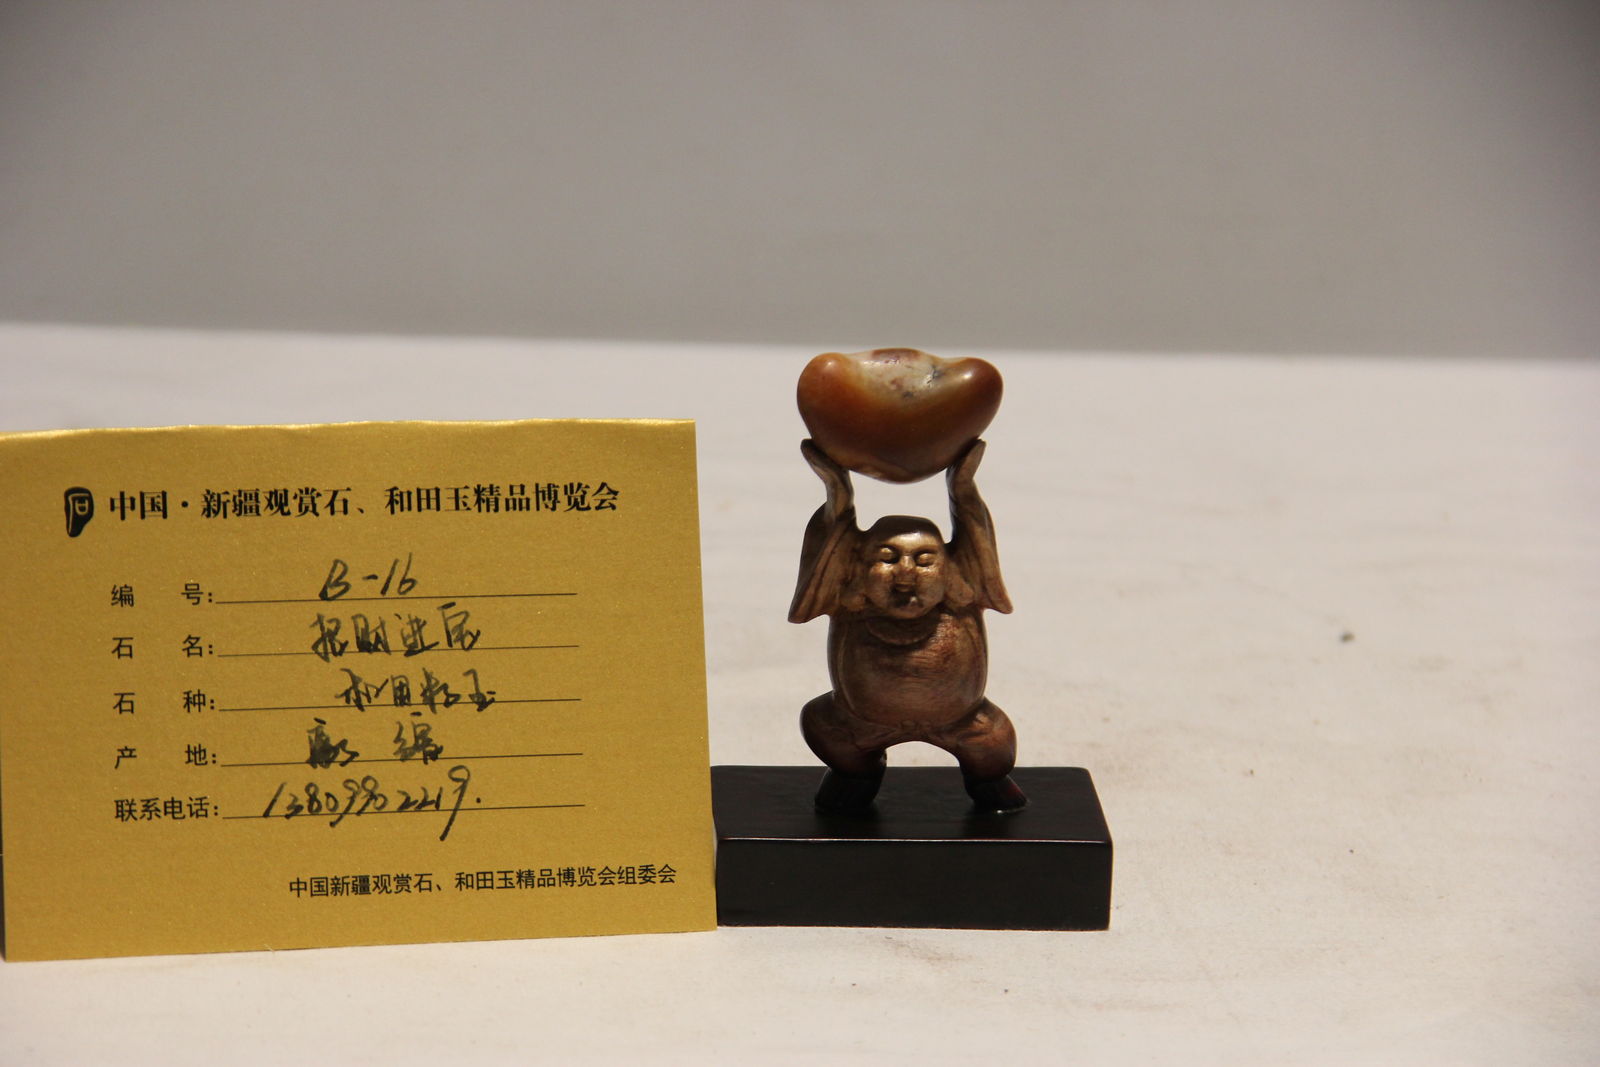 中国·新疆观赏石、和田玉精品博览会
编 号: B-16
石 名: 招财进宝
石 种: 和田籽玉
产 地: 新疆
联系电话: 13809902219.
中国新疆观赏石、和田玉精品博览会组委会